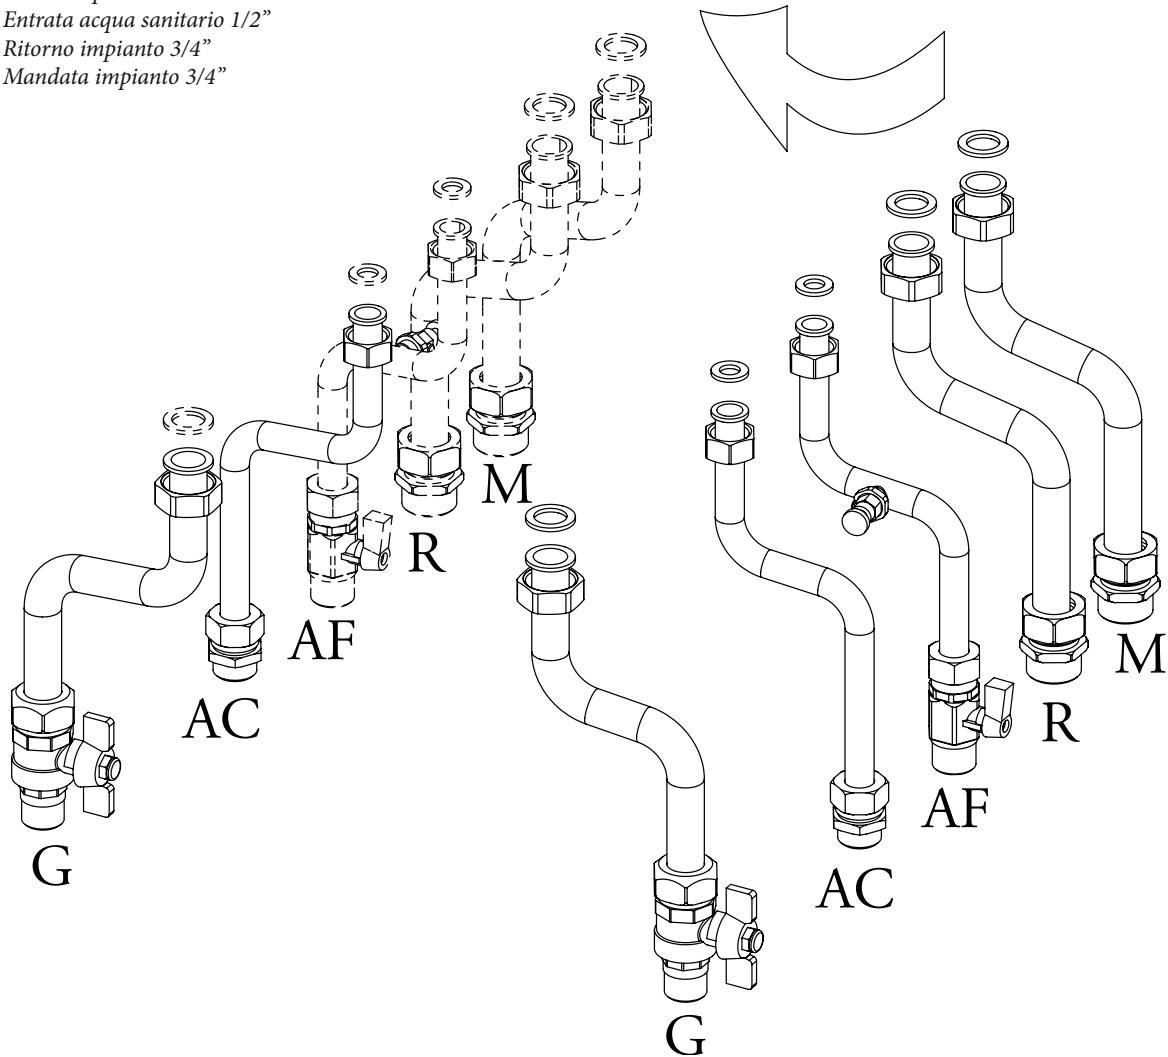 Entrata acqua sanitario 1/2”
Ritorno impianto 3/4”
Mandata impianto 3/4”
M
R
AF
AC
G
M
R
AF
AC
G